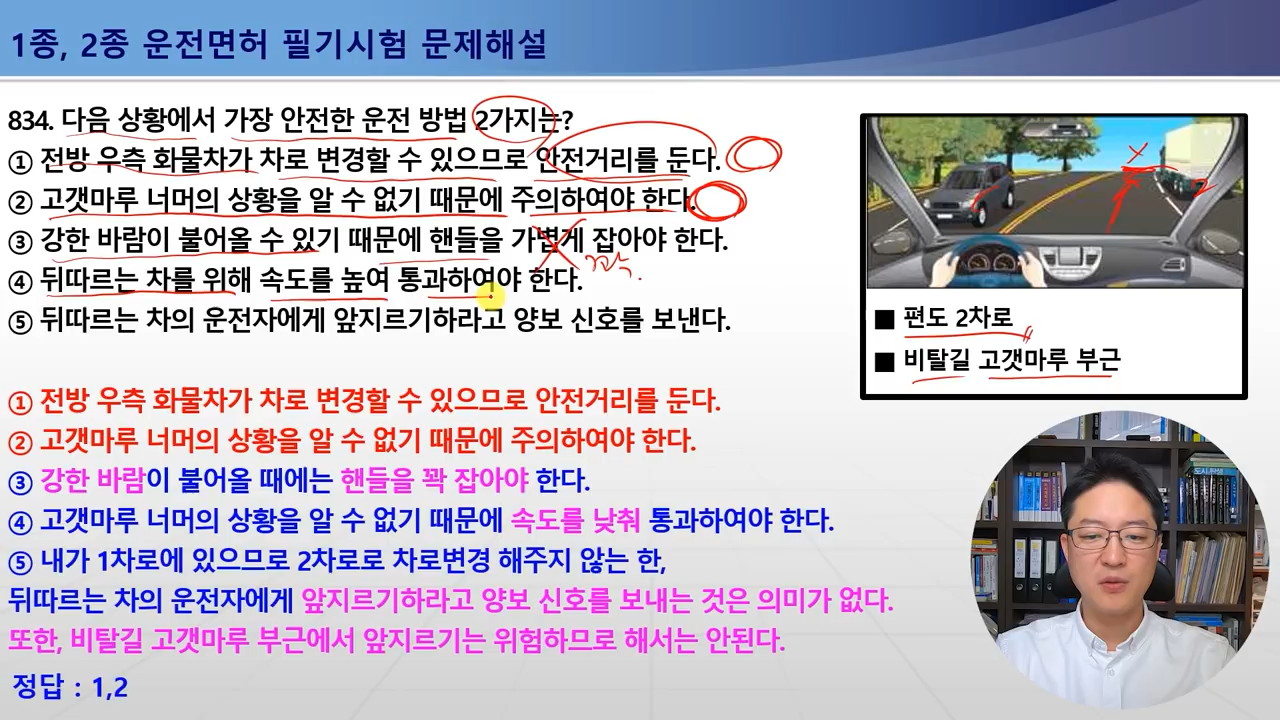 1종, 2종 운전면허 필기시험 문제해설
834. 다음 상황에서 가장 안전한 운전 방법 2가지는?
① 전방 우측 화물차가 차로 변경할 수 있으므로 안전거리를 둔다.
② 고갯마루 너머의 상황을 알 수 없기 때문에 주의하여야 한다.
③ 강한 바람이 불어올 수 있기 때문에 핸들을 가볍게 잡아야 한다.
꽉.
④ 뒤따르는 차를 위해 속도를 높여 통과하여야 한다.
⑤ 뒤따르는 차의 운전자에게 앞지르기하라고 양보 신호를 보낸다.
■ 편도 2차로
■ 비탈길 고갯마루 부근
① 전방 우측 화물차가 차로 변경할 수 있으므로 안전거리를 둔다.
② 고갯마루 너머의 상황을 알 수 없기 때문에 주의하여야 한다.
③ 강한 바람이 불어올 때에는 핸들을 꽉 잡아야 한다.
④ 고갯마루 너머의 상황을 알 수 없기 때문에 속도를 낮춰 통과하여야 한다.
⑤ 내가 1차로에 있으므로 2차로로 차로변경 해주지 않는 한,
뒤따르는 차의 운전자에게 앞지르기하라고 양보 신호를 보내는 것은 의미가 없다.
또한, 비탈길 고갯마루 부근에서 앞지르기는 위험하므로 해서는 안된다.
정답 : 1,2